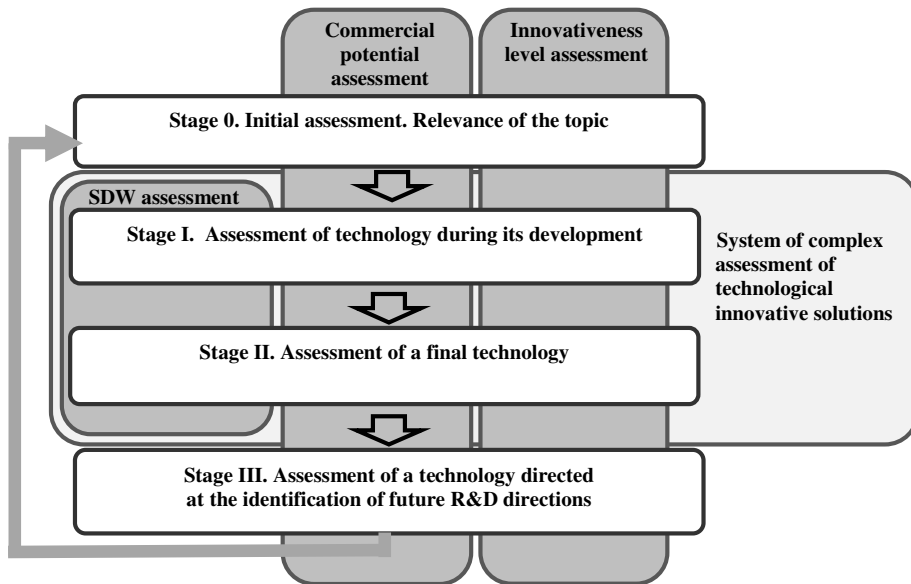 Commercial
potential
assessment
Innovativeness
level assessment
Stage 0. Initial assessment. Relevance of the topic
SDW assessment
Stage I.  Assessment of technology during its development
System of complex
assessment of
technological
innovative solutions
Stage II. Assessment of a final technology
Stage III. Assessment of a technology directed
at the identification of future R&D directions